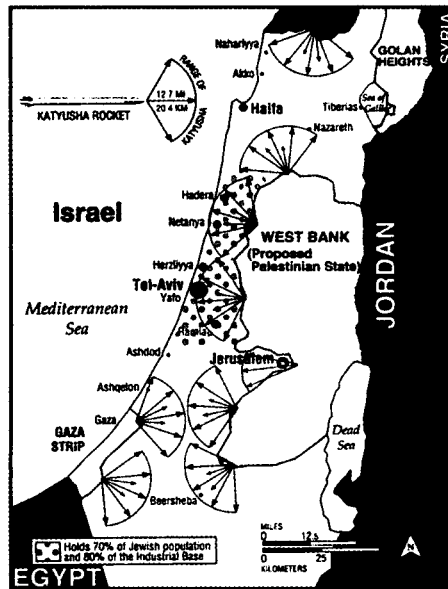 SYRIA
Nahariyya
GOLAN
HEIGHTS
Akko
RANGE OF
KATYUSHA
12 7 MI
20 4 KM
KATYUSHA ROCKET
Haifa
Tiberias
Sea of
Nazareth
Hadera
Israel
Netanya
WEST BANK
(Proposed
Palestinian State)
JORDAN
Herzliyya
Tel-Aviv
Yafo
Mediterranean
Sea
Ashdod
Jerusalem
Ashqelon
Gaza
GAZA
STRIP
Dead
Sea
Beersheba
MILES
0 12.5
0 25
KILOMETERS
N
Holds 70% of Jewish population
and 80% of the Industrial Base
EGYPT